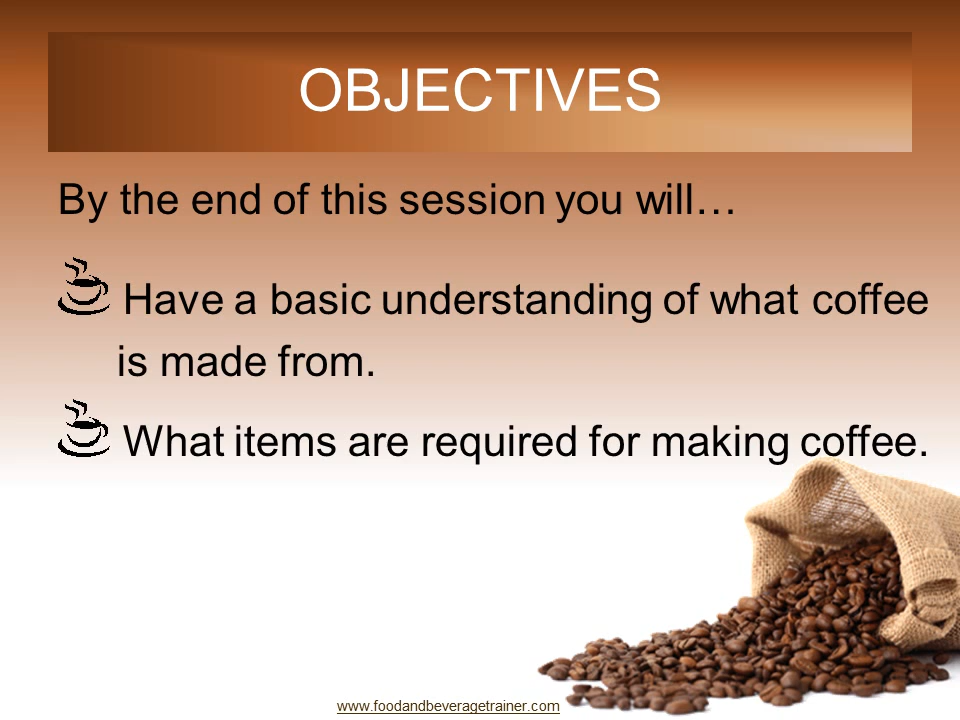 OBJECTIVES
By the end of this session you will…
Have a basic understanding of what coffee
is made from.
What items are required for making coffee.
www.foodandbeveragetrainer.com